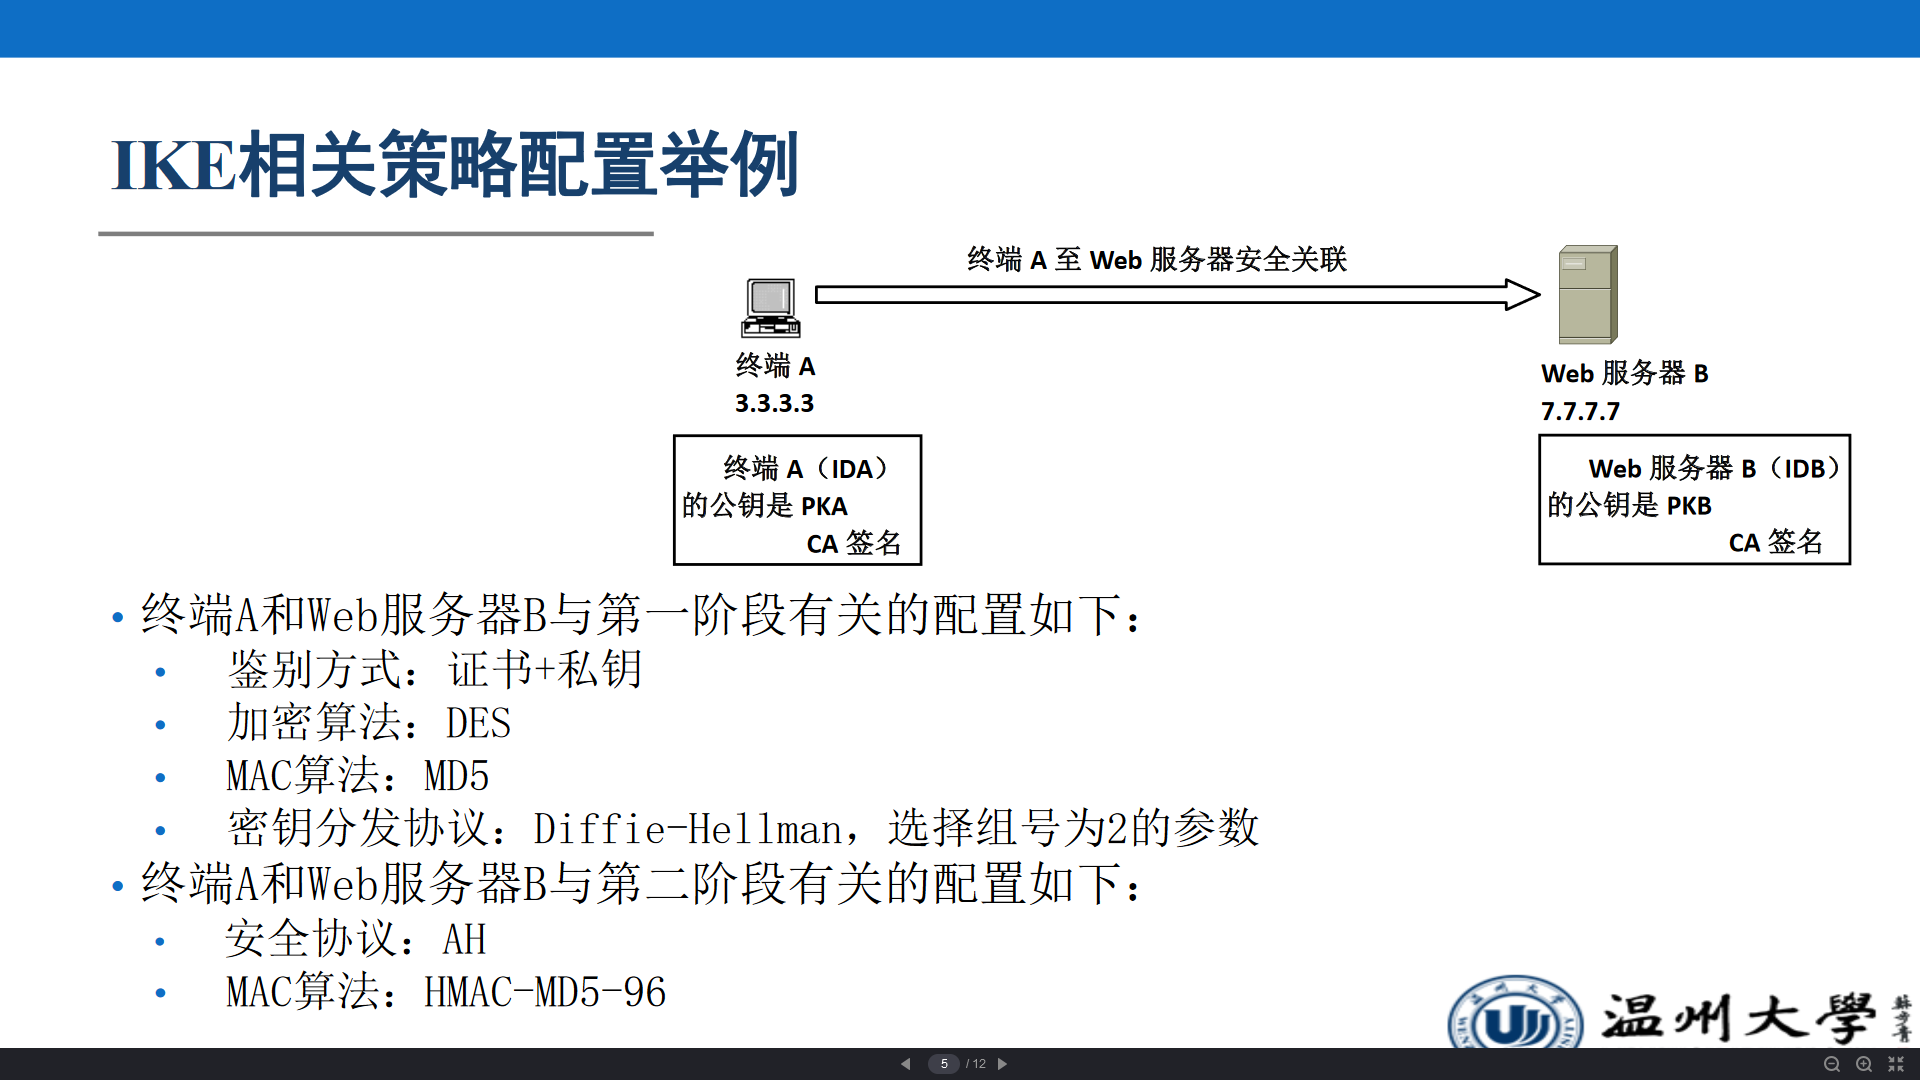 IKE相关策略配置举例
终端 A 至 Web 服务器安全关联
终端 A
3.3.3.3
Web 服务器 B
7.7.7.7
终端 A（IDA）
的公钥是 PKA
CA 签名
Web 服务器 B（IDB）
的公钥是 PKB
CA 签名
• 终端A和Web服务器B与第一阶段有关的配置如下：
• 鉴别方式：证书+私钥
• 加密算法：DES
• MAC算法：MD5
• 密钥分发协议：Diffie-Hellman，选择组号为2的参数
• 终端A和Web服务器B与第二阶段有关的配置如下：
• 安全协议：AH
• MAC算法：HMAC-MD5-96
温州大學
5 / 12